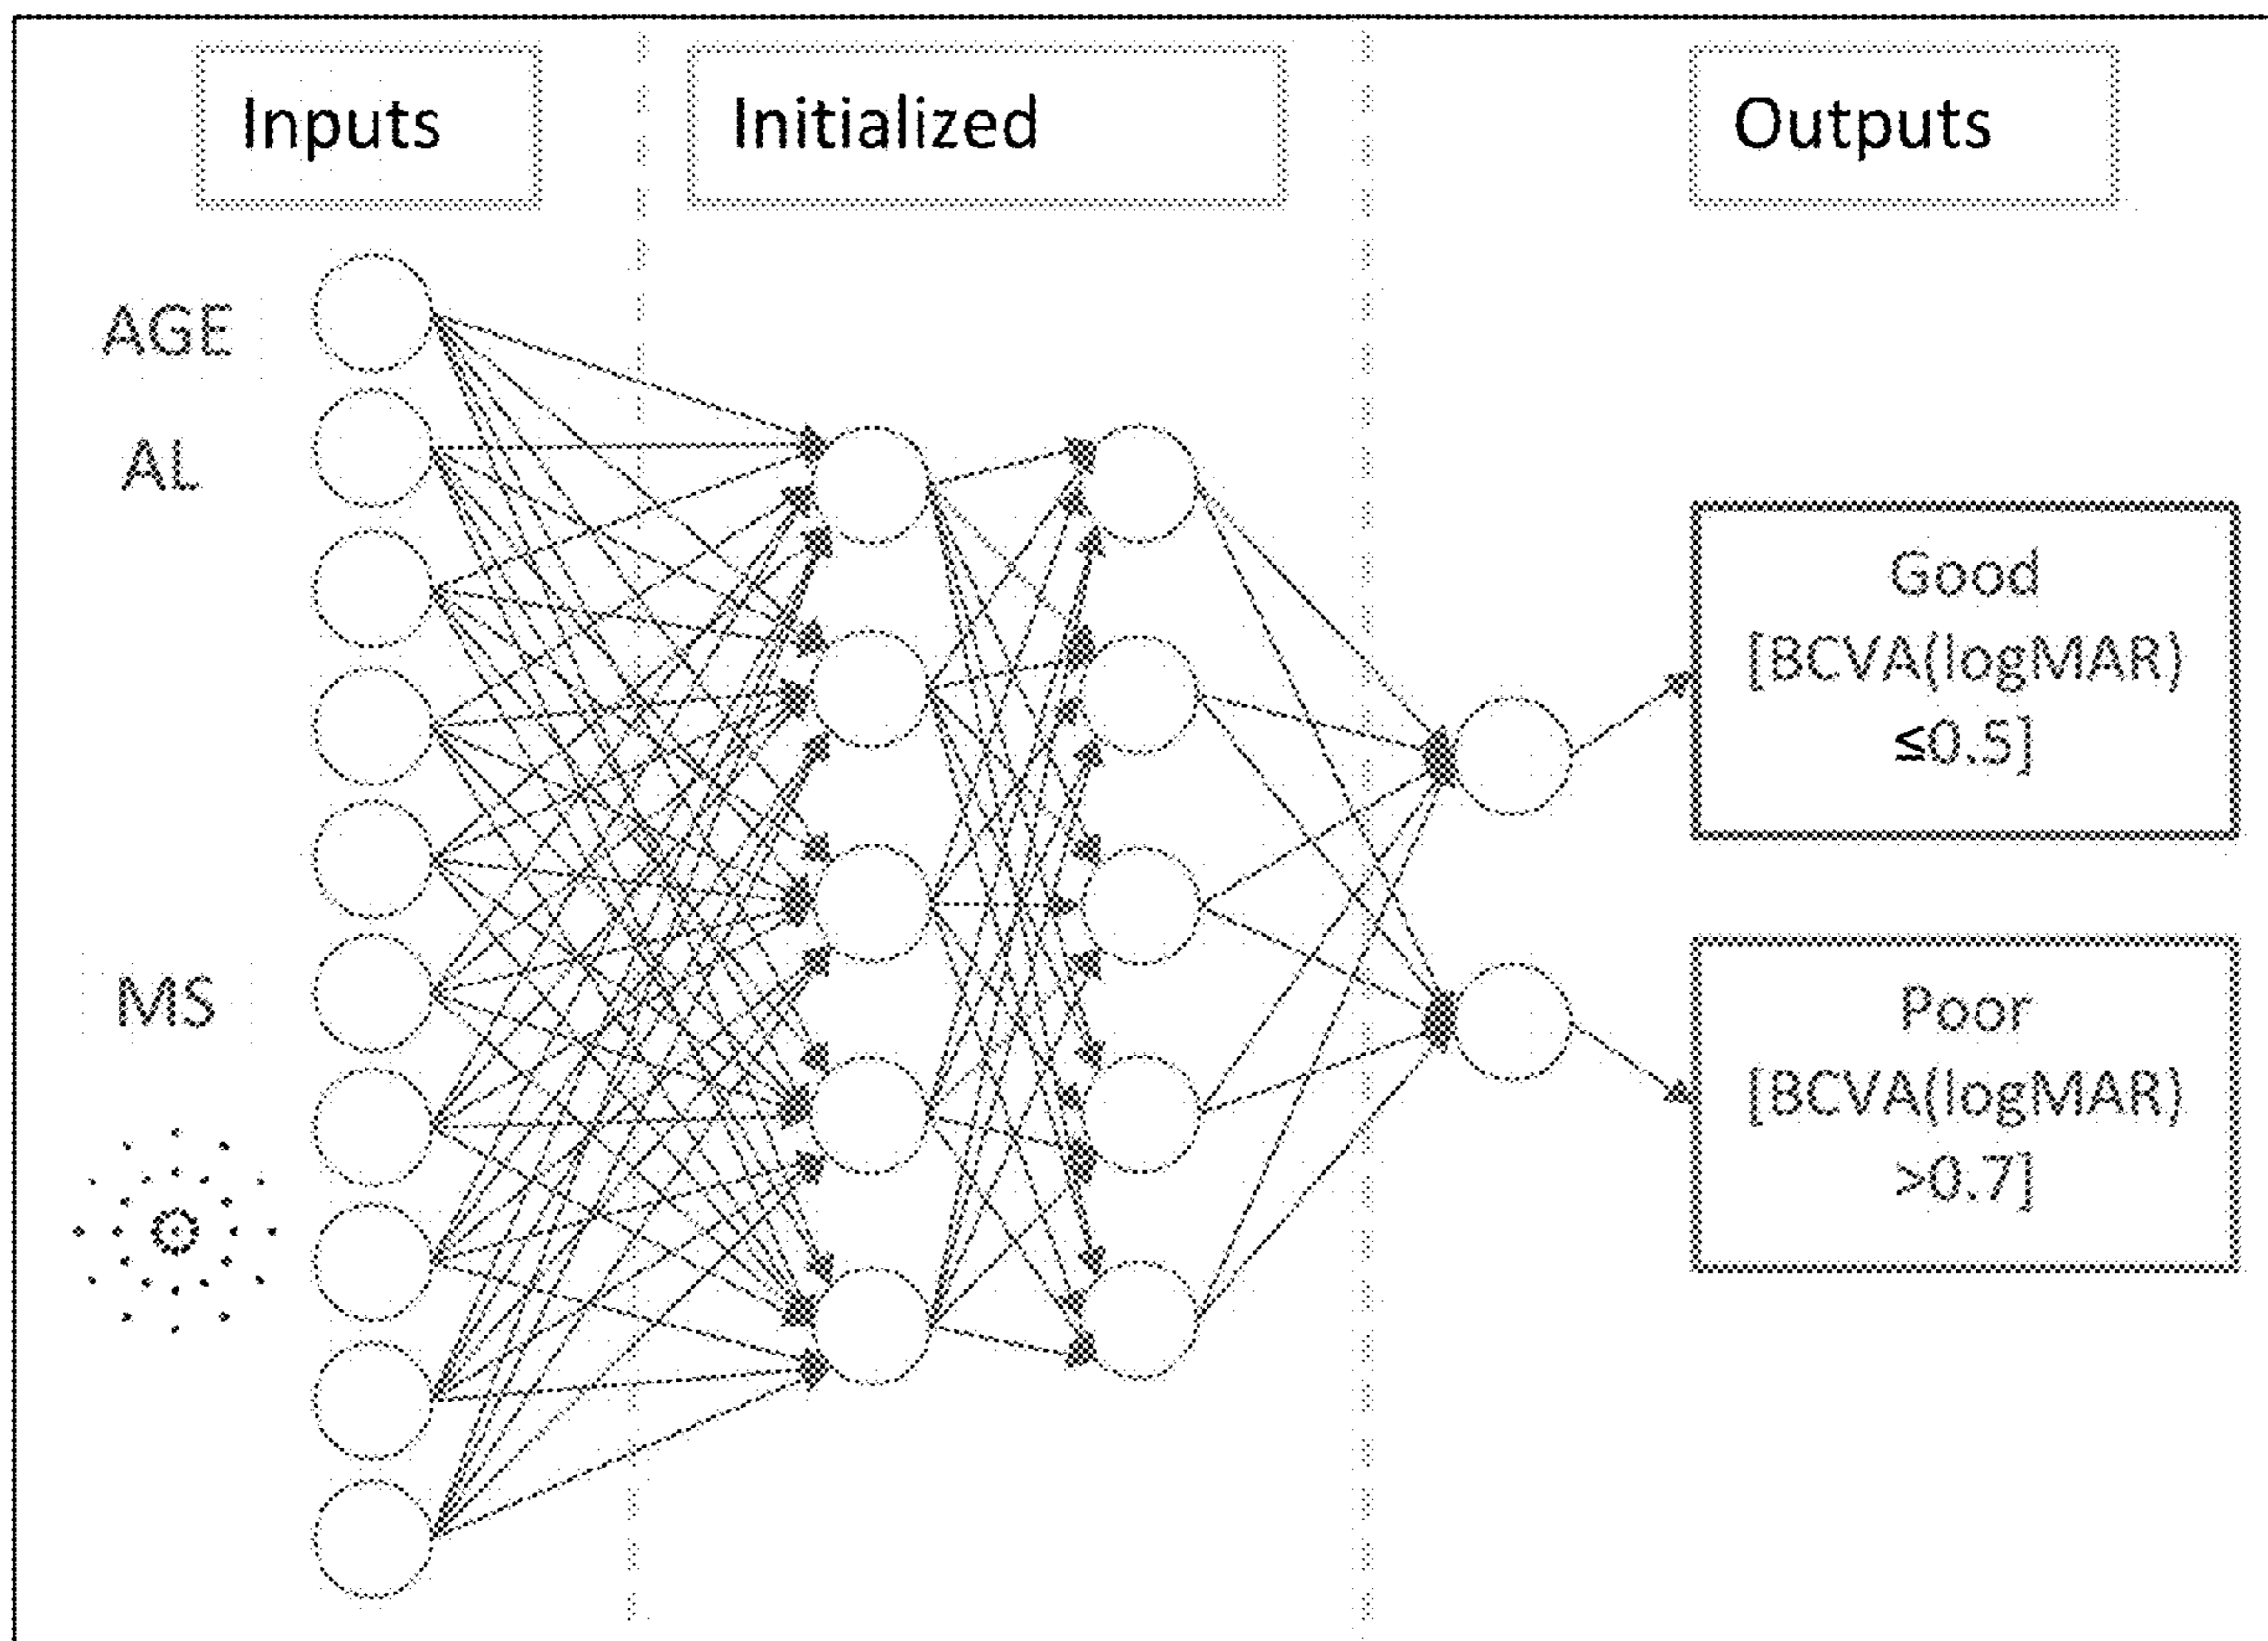 Inputs
Initialized
Outputs
AGE
AL
MS
Good
[BCVA(logMAR)
≤0.5]
Poor
[BCVA(logMAR)
>0.7]